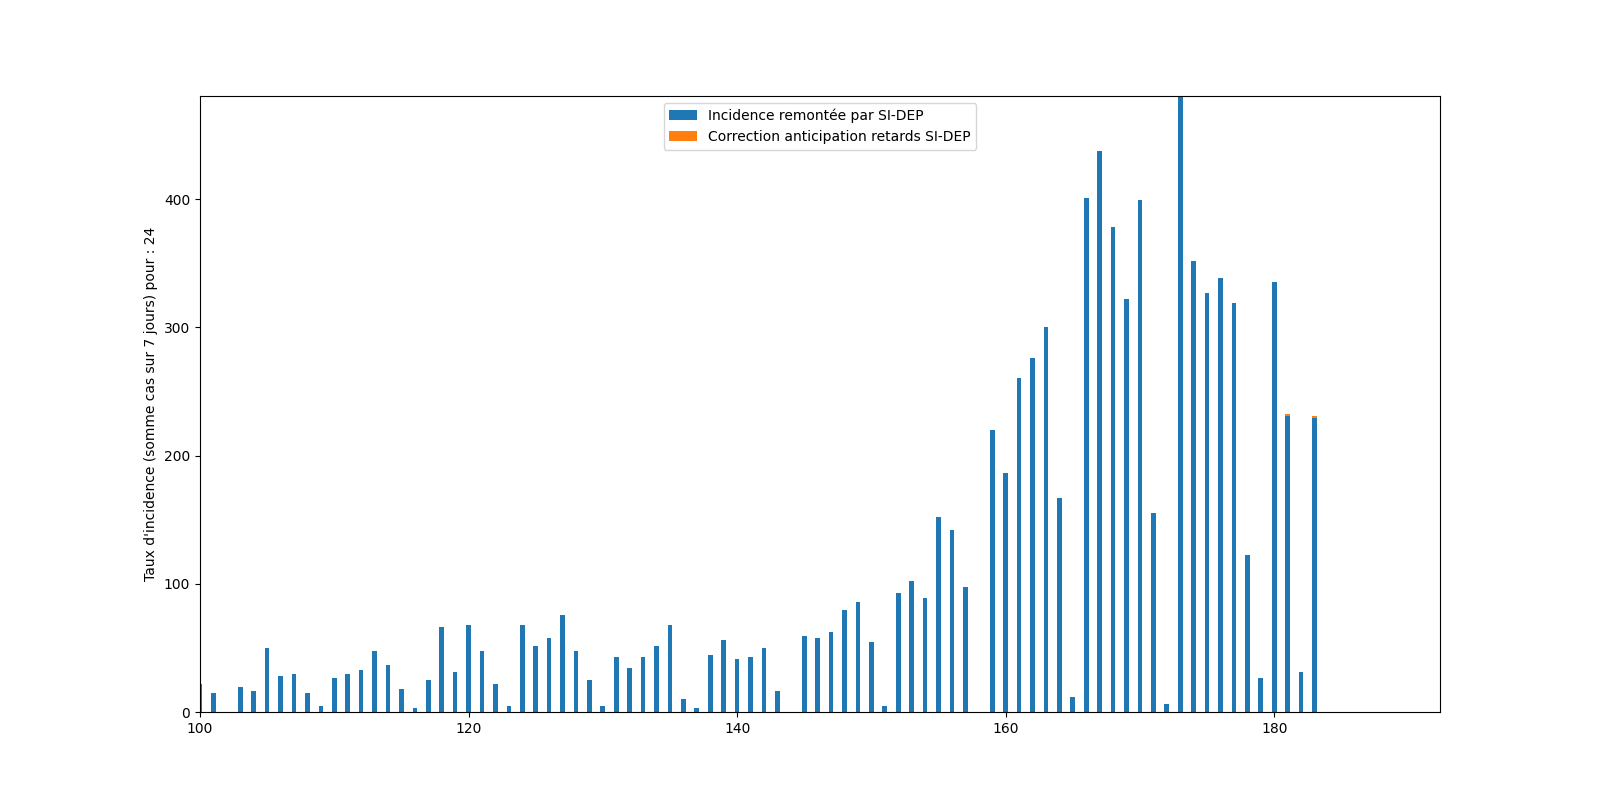 Incidence remontée par SI-DEP
Correction anticipation retards SI-DEP
Taux d'incidence (somme cas sur 7 jours) pour : 24
400
300
200
100
0
100 120 140 160 180